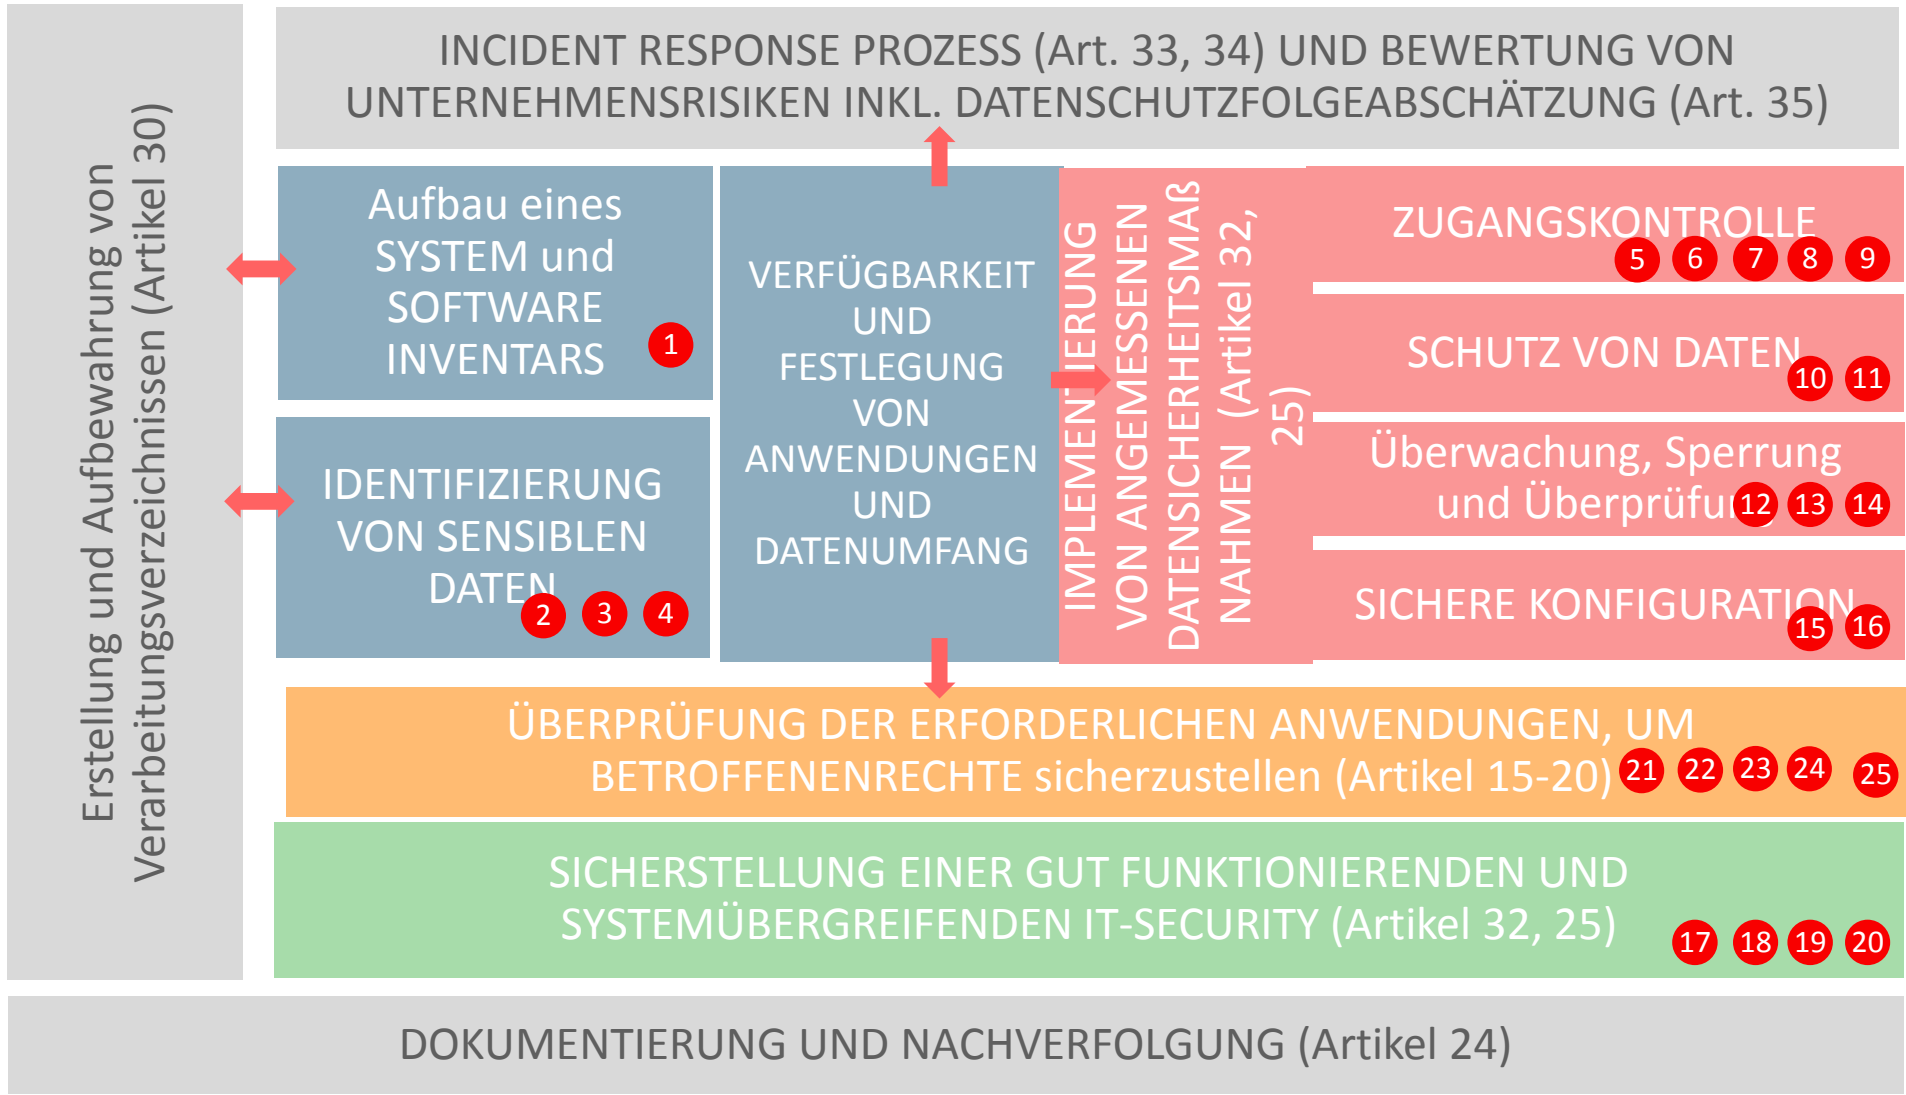 INCIDENT RESPONSE PROZESS (Art. 33, 34) UND BEWERTUNG VON
UNTERNEHMENSRISIKEN INKL. DATENSCHUTZFOLGEABSCHÄTZUNG (Art. 35)
Erstellung und Aufbewahrung von
Verarbeitungsverzeichnissen (Artikel 30)
Aufbau eines
SYSTEM und
SOFTWARE
INVENTARS
1
IDENTIFIZIERUNG
VON SENSIBLEN
DATEN
2 3 4
VERFÜGBARKEIT
UND
FESTLEGUNG
VON
ANWENDUNGEN
UND
DATENUMFANG
IMPLEMENTIERUNG
VON ANGEMESSENEN
DATENSICHERHEITSMAß
NAHMEN (Artikel 32,
25)
ZUGANGSKONTROLLE
5 6 7 8 9
SCHUTZ VON DATEN
10 11
Überwachung, Sperrung
und Überprüfung
12 13 14
SICHERE KONFIGURATION
15 16
ÜBERPRÜFUNG DER ERFORDERLICHEN ANWENDUNGEN, UM
BETROFFENENRECHTE sicherzustellen (Artikel 15-20)
21 22 23 24 25
SICHERSTELLUNG EINER GUT FUNKTIONIERENDEN UND
SYSTEMÜBERGREIFENDEN IT-SECURITY (Artikel 32, 25)
17 18 19 20
DOKUMENTIERUNG UND NACHVERFOLGUNG (Artikel 24)